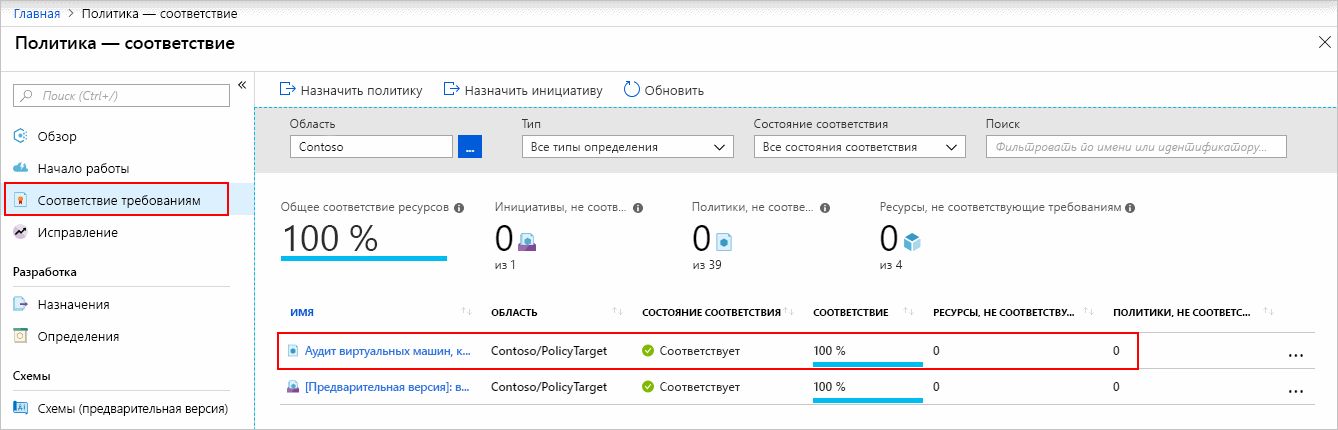 Главная > Политика — соответствие
Политика — соответствие
Поиск (Ctrl+/)
Обзор
Начало работы
Соответствие требованиям
Исправление
Разработка
Назначения
Определения
Схемы
Схемы (предварительная версия)
Назначить политику Назначить инициативу Обновить
Область Тип Состояние соответствия Поиск
Contoso ... Все типы определения Все состояния соответствия Фильтровать по имени или идентификатору...
Общее соответствие ресурсов Инициативы, не соотв... Политики, не соотве... Ресурсы, не соответствующие требованиям
100 % 0 0 0
из 1 из 39 из 4
ИМЯ ОБЛАСТЬ СОСТОЯНИЕ СООТВЕТСТВИЯ СООТВЕТСТВИЕ РЕСУРСЫ, НЕ СООТВЕТСТВУ... ПОЛИТИКИ, НЕ СООТВЕТС...
Аудит виртуальных машин, к... Contoso/PolicyTarget Соответствует 100 % 0 0 ...
[Предварительная версия]: в... Contoso/PolicyTarget Соответствует 100 % 0 0 ...